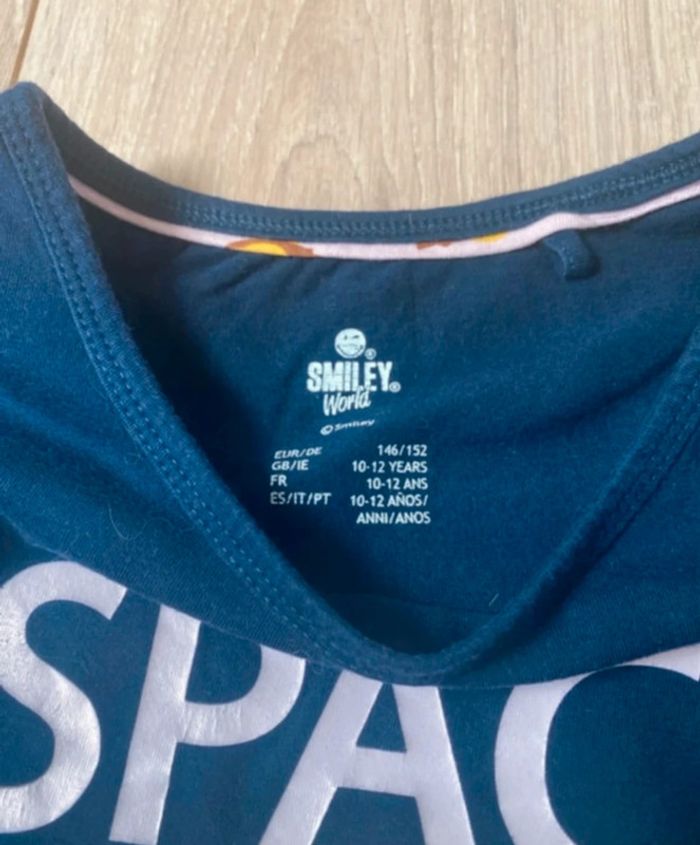 ®
SMILEY®
World
© Smiley
EUR/DE 146/152
GB/IE 10-12 YEARS
FR 10-12 ANS
ES/IT/PT 10-12 AÑOS/
ANNI/ANOS
SPAC